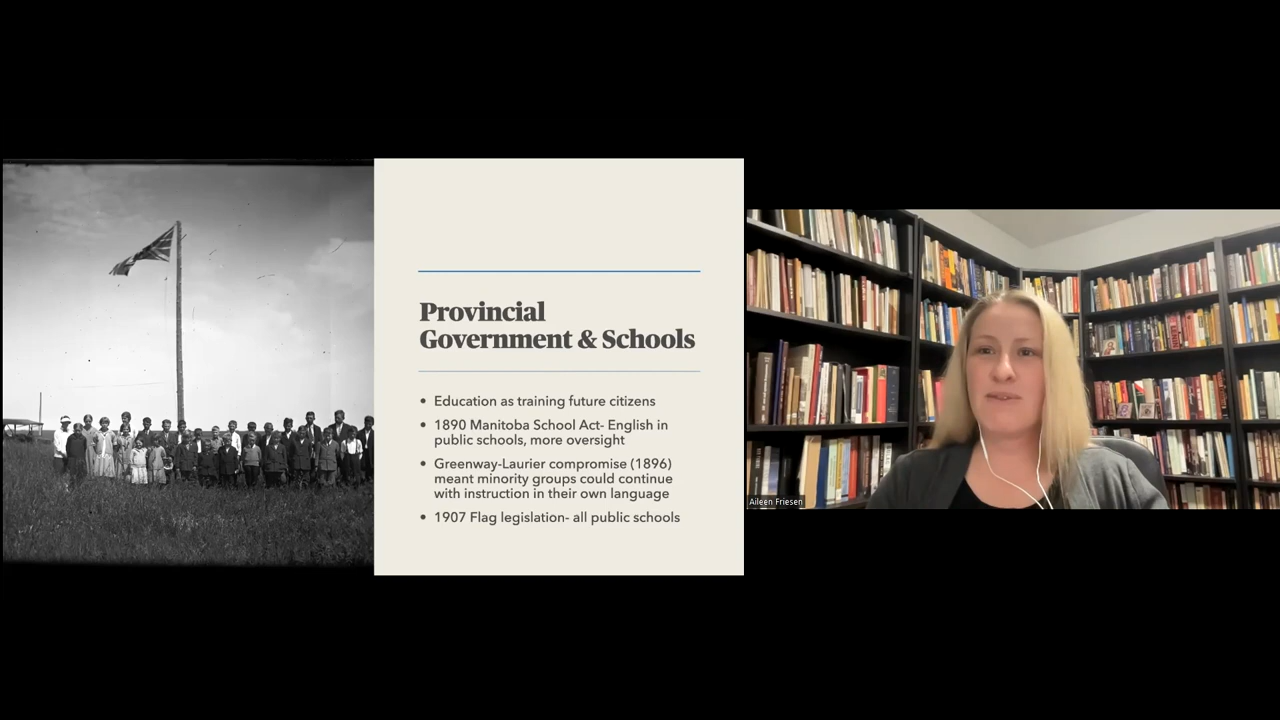 Provincial
Government & Schools
• Education as training future citizens
• 1890 Manitoba School Act- English in
public schools, more oversight
• Greenway-Laurier compromise (1896)
meant minority groups could continue
with instruction in their own language
• 1907 Flag legislation- all public schools
Aileen Friesen